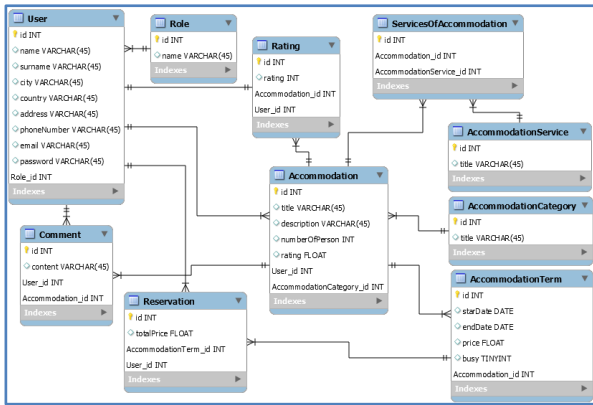 User
id INT
name VARCHAR(45)
surname VARCHAR(45)
city VARCHAR(45)
country VARCHAR(45)
address VARCHAR(45)
phoneNumber VARCHAR(45)
email VARCHAR(45)
password VARCHAR(45)
Role_id INT
Indexes
Role
id INT
name VARCHAR(45)
Indexes
Rating
id INT
rating INT
Accommodation_id INT
User_id INT
Indexes
ServicesOfAccommodation
id INT
Accommodation_id INT
AccommodationService_id INT
Indexes
AccommodationService
id INT
title VARCHAR(45)
Indexes
Accommodation
id INT
title VARCHAR(45)
description VARCHAR(45)
numberOfPerson INT
rating FLOAT
User_id INT
AccommodationCategory_id INT
Indexes
AccommodationCategory
id INT
title VARCHAR(45)
Indexes
Comment
id INT
content VARCHAR(45)
User_id INT
Accommodation_id INT
Indexes
Reservation
id INT
totalPrice FLOAT
AccommodationTerm_id INT
User_id INT
Indexes
AccommodationTerm
id INT
starDate DATE
endDate DATE
price FLOAT
busy TINYINT
Accommodation_id INT
Indexes